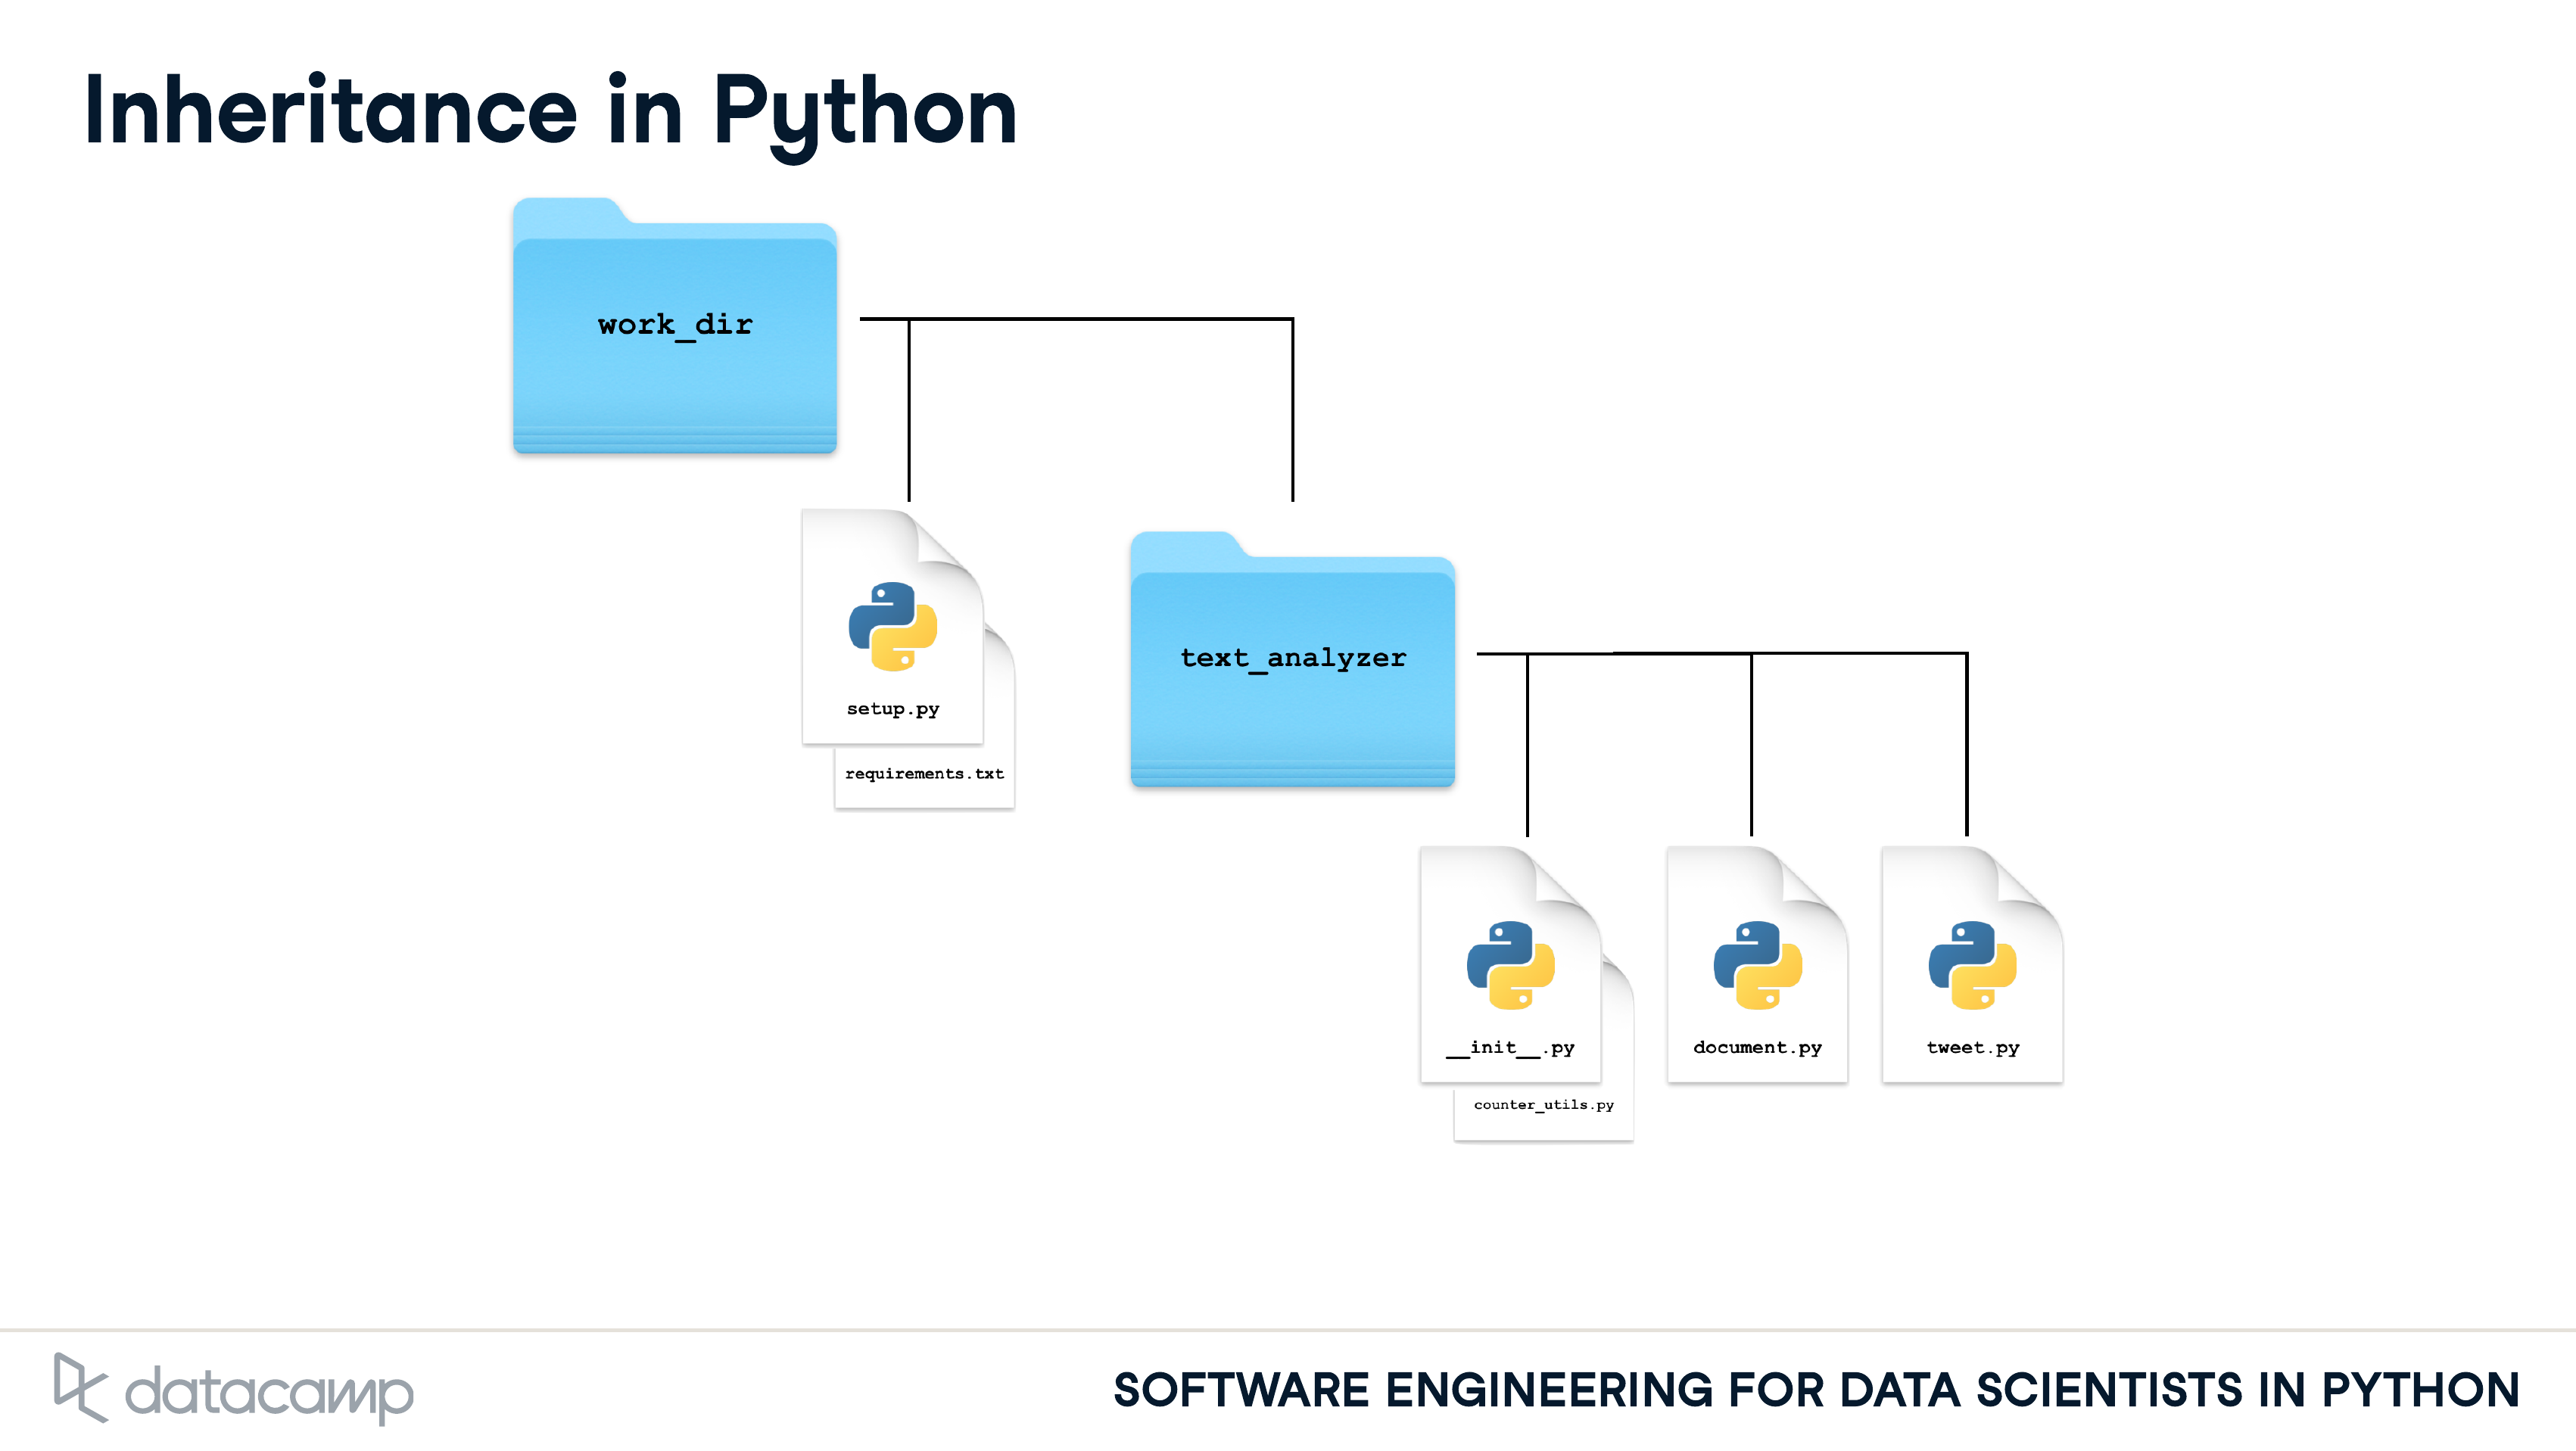 Inheritance in Python
work_dir
setup.py
requirements.txt
text_analyzer
__init__.py
document.py
tweet.py
counter_utils.py
datacamp
SOFTWARE ENGINEERING FOR DATA SCIENTISTS IN PYTHON